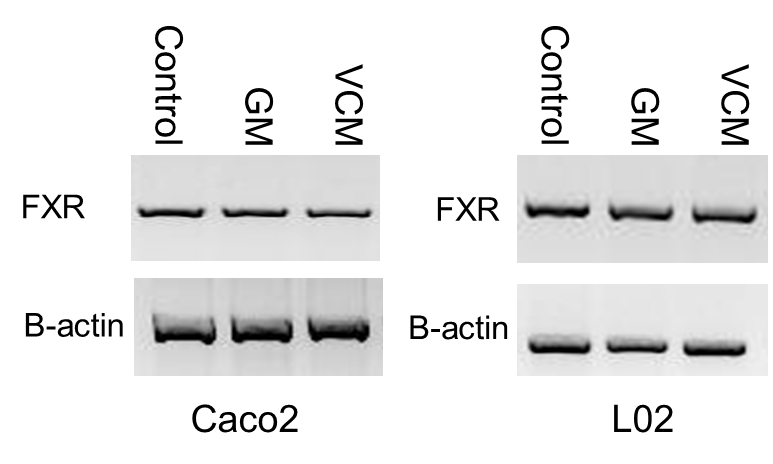 Control GM VCM
FXR
B-actin
Caco2
Control GM VCM
FXR
B-actin
L02